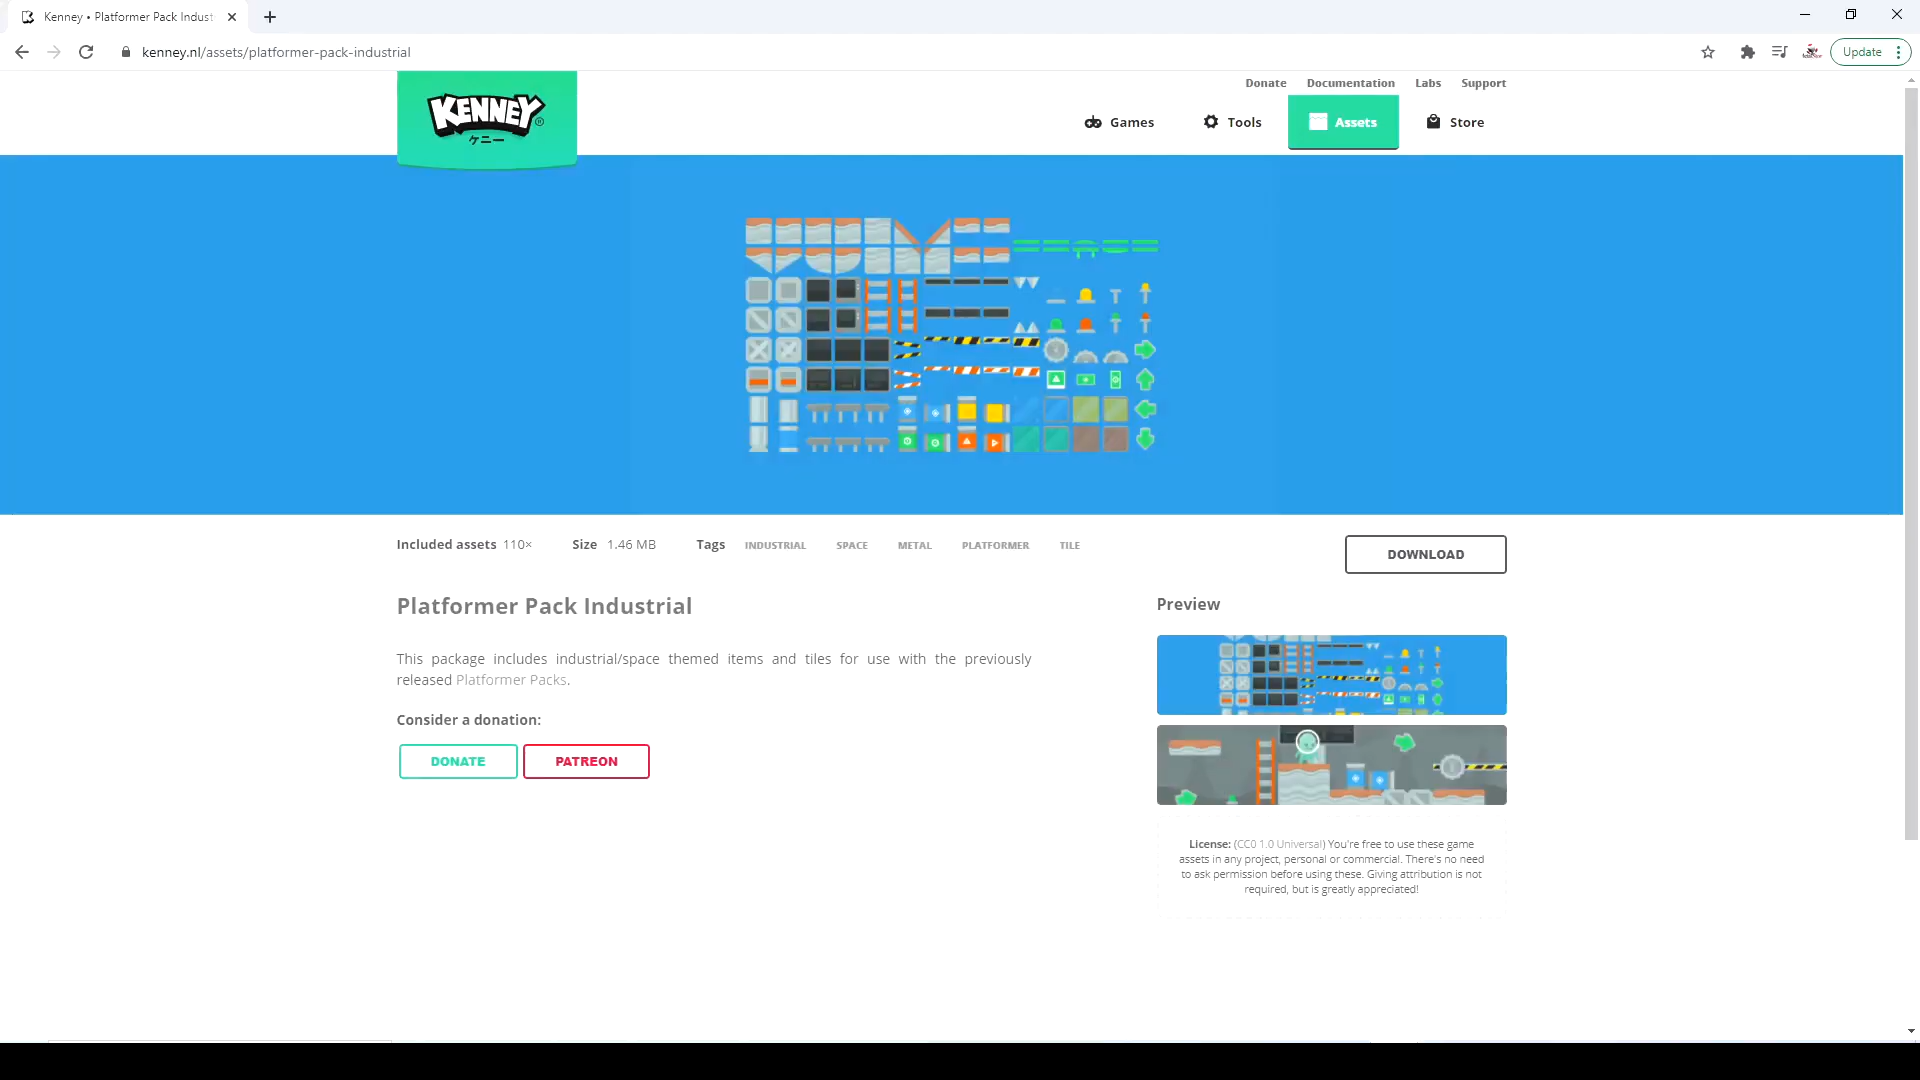 Kenney • Platformer Pack Indust
kenney.nl/assets/platformer-pack-industrial
Update
Donate Documentation Labs Support
KENNEY®
ケニー
Games Tools Assets Store
Included assets 110× Size 1.46 MB Tags INDUSTRIAL SPACE METAL PLATFORMER TILE
DOWNLOAD
Platformer Pack Industrial
This package includes industrial/space themed items and tiles for use with the previously
released Platformer Packs.
Consider a donation:
DONATE PATREON
Preview
License: (CC0 1.0 Universal) You're free to use these game
assets in any project, personal or commercial. There's no need
to ask permission before using these. Giving attribution is not
required, but is greatly appreciated!